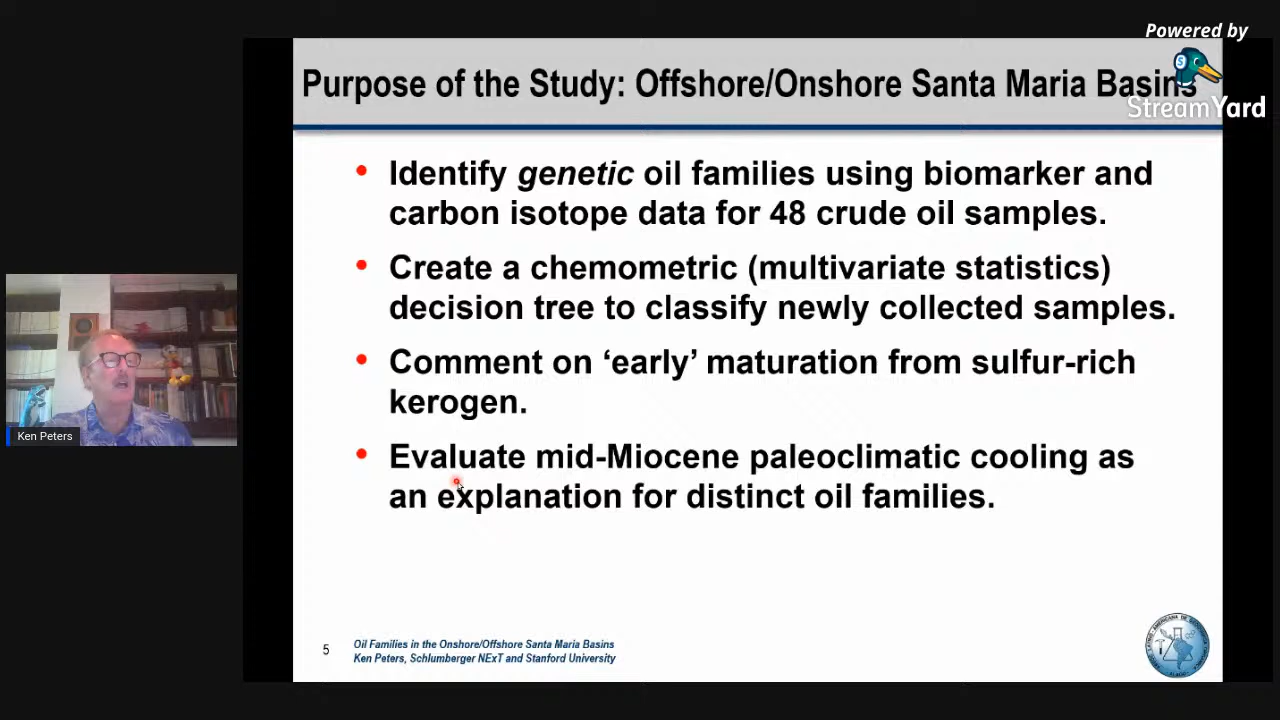 Powered by
StreamYard
Purpose of the Study: Offshore/Onshore Santa Maria Basins
• Identify genetic oil families using biomarker and
carbon isotope data for 48 crude oil samples.
• Create a chemometric (multivariate statistics)
decision tree to classify newly collected samples.
• Comment on ‘early’ maturation from sulfur-rich
kerogen.
• Evaluate mid-Miocene paleoclimatic cooling as
an explanation for distinct oil families.
Ken Peters
5
Oil Families in the Onshore/Offshore Santa Maria Basins
Ken Peters, Schlumberger NExT and Stanford University